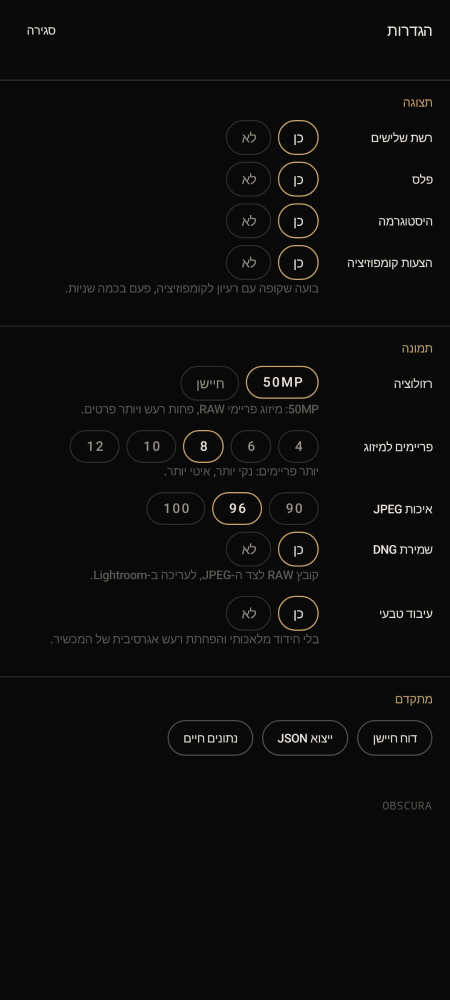 הגדרות סגירה
תצוגה
רשת שלישים כן לא
פלס כן לא
היסטוגרמה כן לא
הצעות קומפוזיציה כן לא
בועה שקופה עם רעיון לקומפוזיציה, פעם בכמה שניות.
תמונה
רזולוציה 50MP חיישן
50MP: מיזוג פריימי RAW, פחות רעש ויותר פרטים.
פריימים למיזוג 4 6 8 10 12
יותר פריימים: נקי יותר, איטי יותר.
איכות JPEG 90 96 100
שמירת DNG כן לא
קובץ RAW לצד ה-JPEG, לעריכה ב-Lightroom.
עיבוד טבעי כן לא
בלי חידוד מלאכותי והפחתת רעש אגרסיבית של המכשיר.
מתקדם
דוח חיישן ייצוא JSON נתונים חיים
OBSCURA